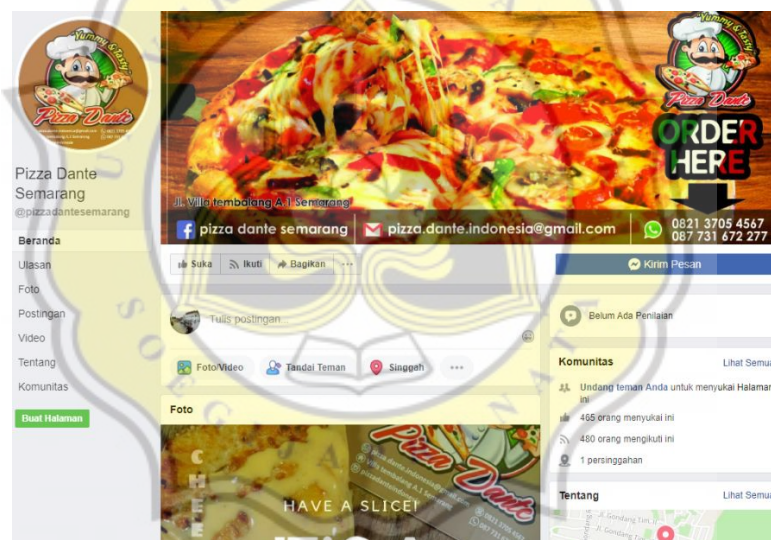 Yummy & Tasty
Pizza Dante
Pizza Dante
Semarang
@pizzadantesemarang
Beranda
Ulasan
Foto
Postingan
Video
Tentang
Komunitas
Buat Halaman
Yummy & Tasty
Pizza Dante
ORDER
HERE
Jl. Villa tembalang A.1 Semarang
pizza dante semarang
pizza.dante.indonesia@gmail.com
0821 3705 4567
087 731 672 277
Suka
Ikuti
Bagikan
Kirim Pesan
Tulis postingan...
Foto/Video
Tandai Teman
Singgah
Belum Ada Penilaian
Komunitas
Lihat Semua
Undang teman Anda untuk menyukai Halaman
ini
465 orang menyukai ini
480 orang mengikuti ini
1 persinggahan
Foto
HAVE A SLICE!
Pizza Dante
Tentang
Lihat Semua